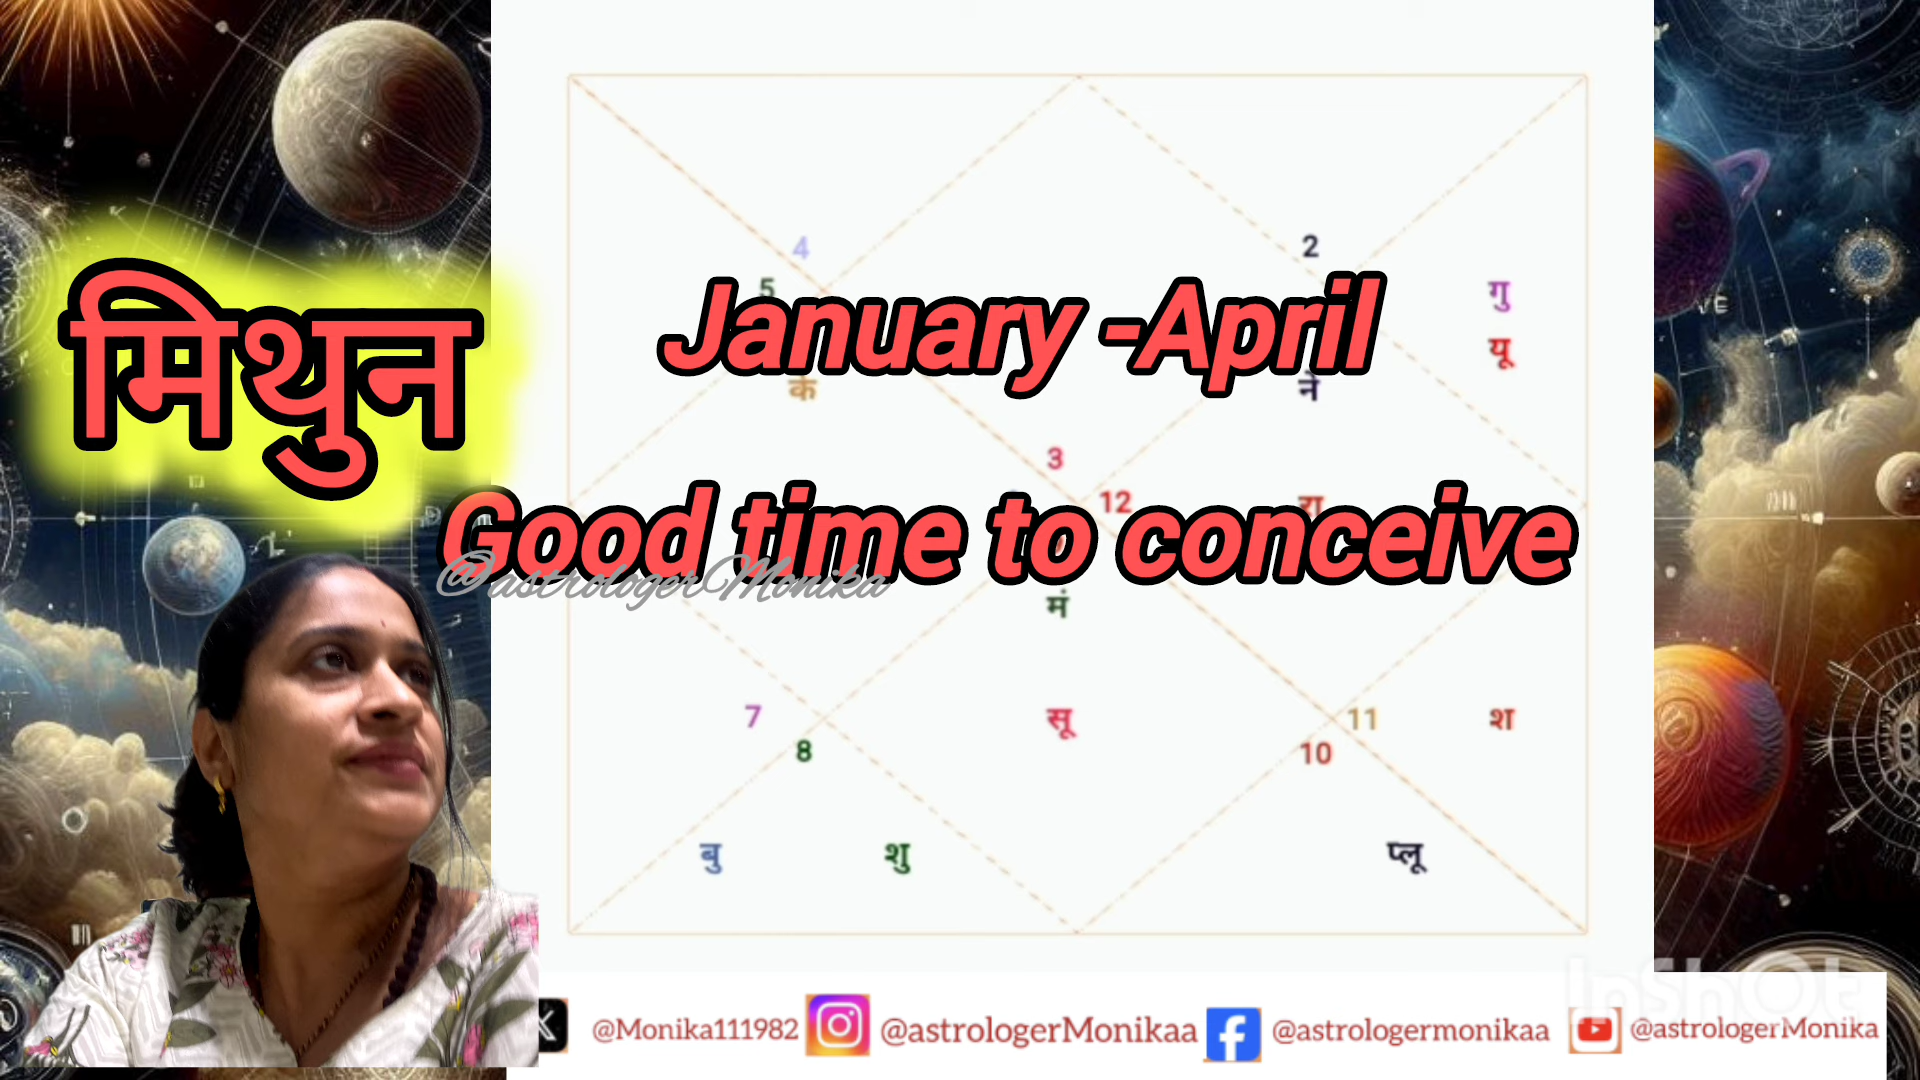 4
2
5
गु
मिथुन
January -April
यू
के
ने
3
12
रा
Good time to conceive
@astrologerMonika
मं
7
सू
11
श
8
10
बु
शु
प्लू
InShOt
@Monika111982
@astrologerMonikaa
@astrologermonikaa
@astrologerMonika